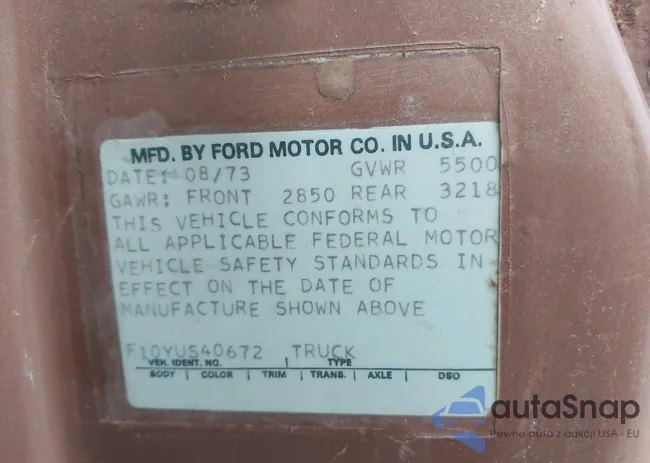 MFD. BY FORD MOTOR CO. IN U.S.A.
DATE: 08/73 GVWR 5500
GAWR: FRONT 2850 REAR 3218
THIS VEHICLE CONFORMS TO
ALL APPLICABLE FEDERAL MOTOR
VEHICLE SAFETY STANDARDS IN
EFFECT ON THE DATE OF
MANUFACTURE SHOWN ABOVE
F10YUS40672 TRUCK
VEH. IDENT. NO. TYPE
BODY COLOR TRIM TRANS. AXLE DSO
autaSnap
Pewne auta z aukcji USA - EU